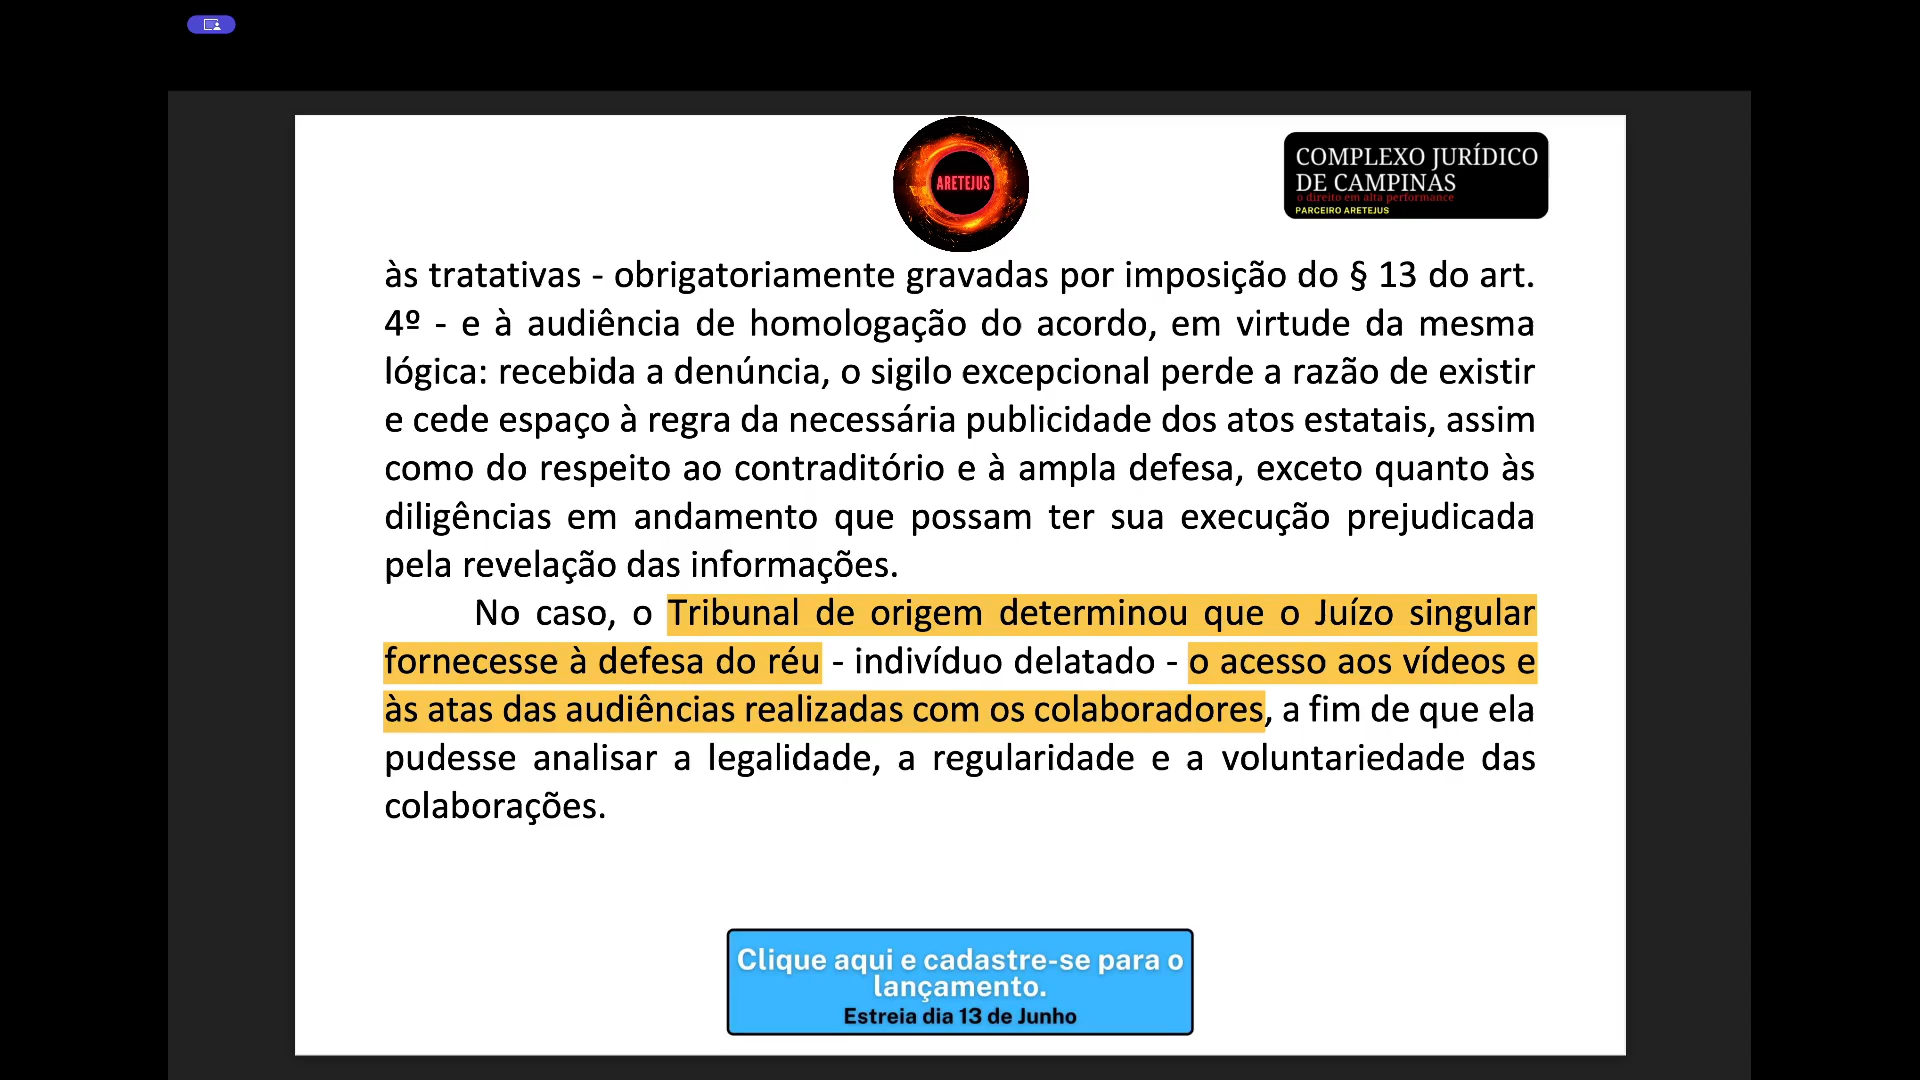 ARETEJUS
COMPLEXO JURÍDICO
DE CAMPINAS
o direito em alta performance
PARCEIRO ARETEJUS
às tratativas - obrigatoriamente gravadas por imposição do § 13 do art.
4º - e à audiência de homologação do acordo, em virtude da mesma
lógica: recebida a denúncia, o sigilo excepcional perde a razão de existir
e cede espaço à regra da necessária publicidade dos atos estatais, assim
como do respeito ao contraditório e à ampla defesa, exceto quanto às
diligências em andamento que possam ter sua execução prejudicada
pela revelação das informações.
No caso, o Tribunal de origem determinou que o Juízo singular
fornecesse à defesa do réu - indivíduo delatado - o acesso aos vídeos e
às atas das audiências realizadas com os colaboradores, a fim de que ela
pudesse analisar a legalidade, a regularidade e a voluntariedade das
colaborações.
Clique aqui e cadastre-se para o
lançamento.
Estreia dia 13 de Junho